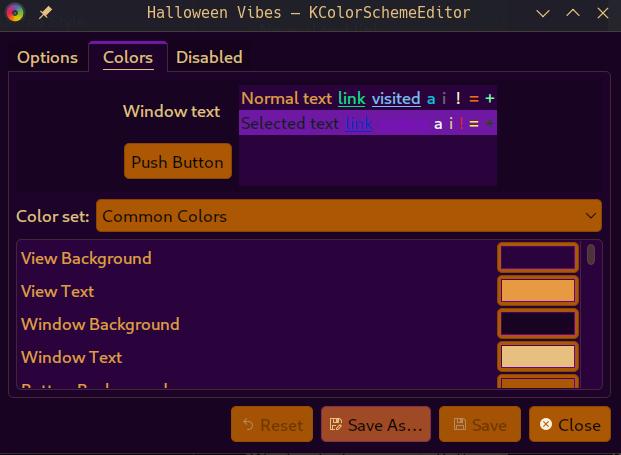 Halloween Vibes — KColorSchemeEditor
Options Colors Disabled
Window text
Normal text link visited a i ! = +
Selected text link a i ! = +
Push Button
Color set: Common Colors
View Background
View Text
Window Background
Window Text
Reset Save As... Save Close